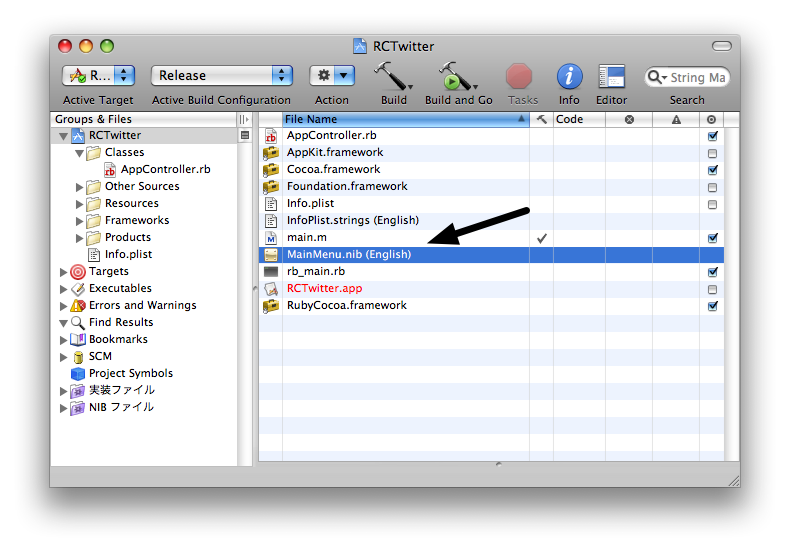 RCTwitter
R... Release String Ma
Active Target Active Build Configuration Action Build Build and Go Tasks Info Editor Search
Groups & Files
RCTwitter
Classes
AppController.rb
Other Sources
Resources
Frameworks
Products
Info.plist
Targets
Executables
Errors and Warnings
Find Results
Bookmarks
SCM
Project Symbols
実装ファイル
NIB ファイル
File Name Code
AppController.rb
AppKit.framework
Cocoa.framework
Foundation.framework
Info.plist
InfoPlist.strings (English)
main.m
MainMenu.nib (English)
rb_main.rb
RCTwitter.app
RubyCocoa.framework